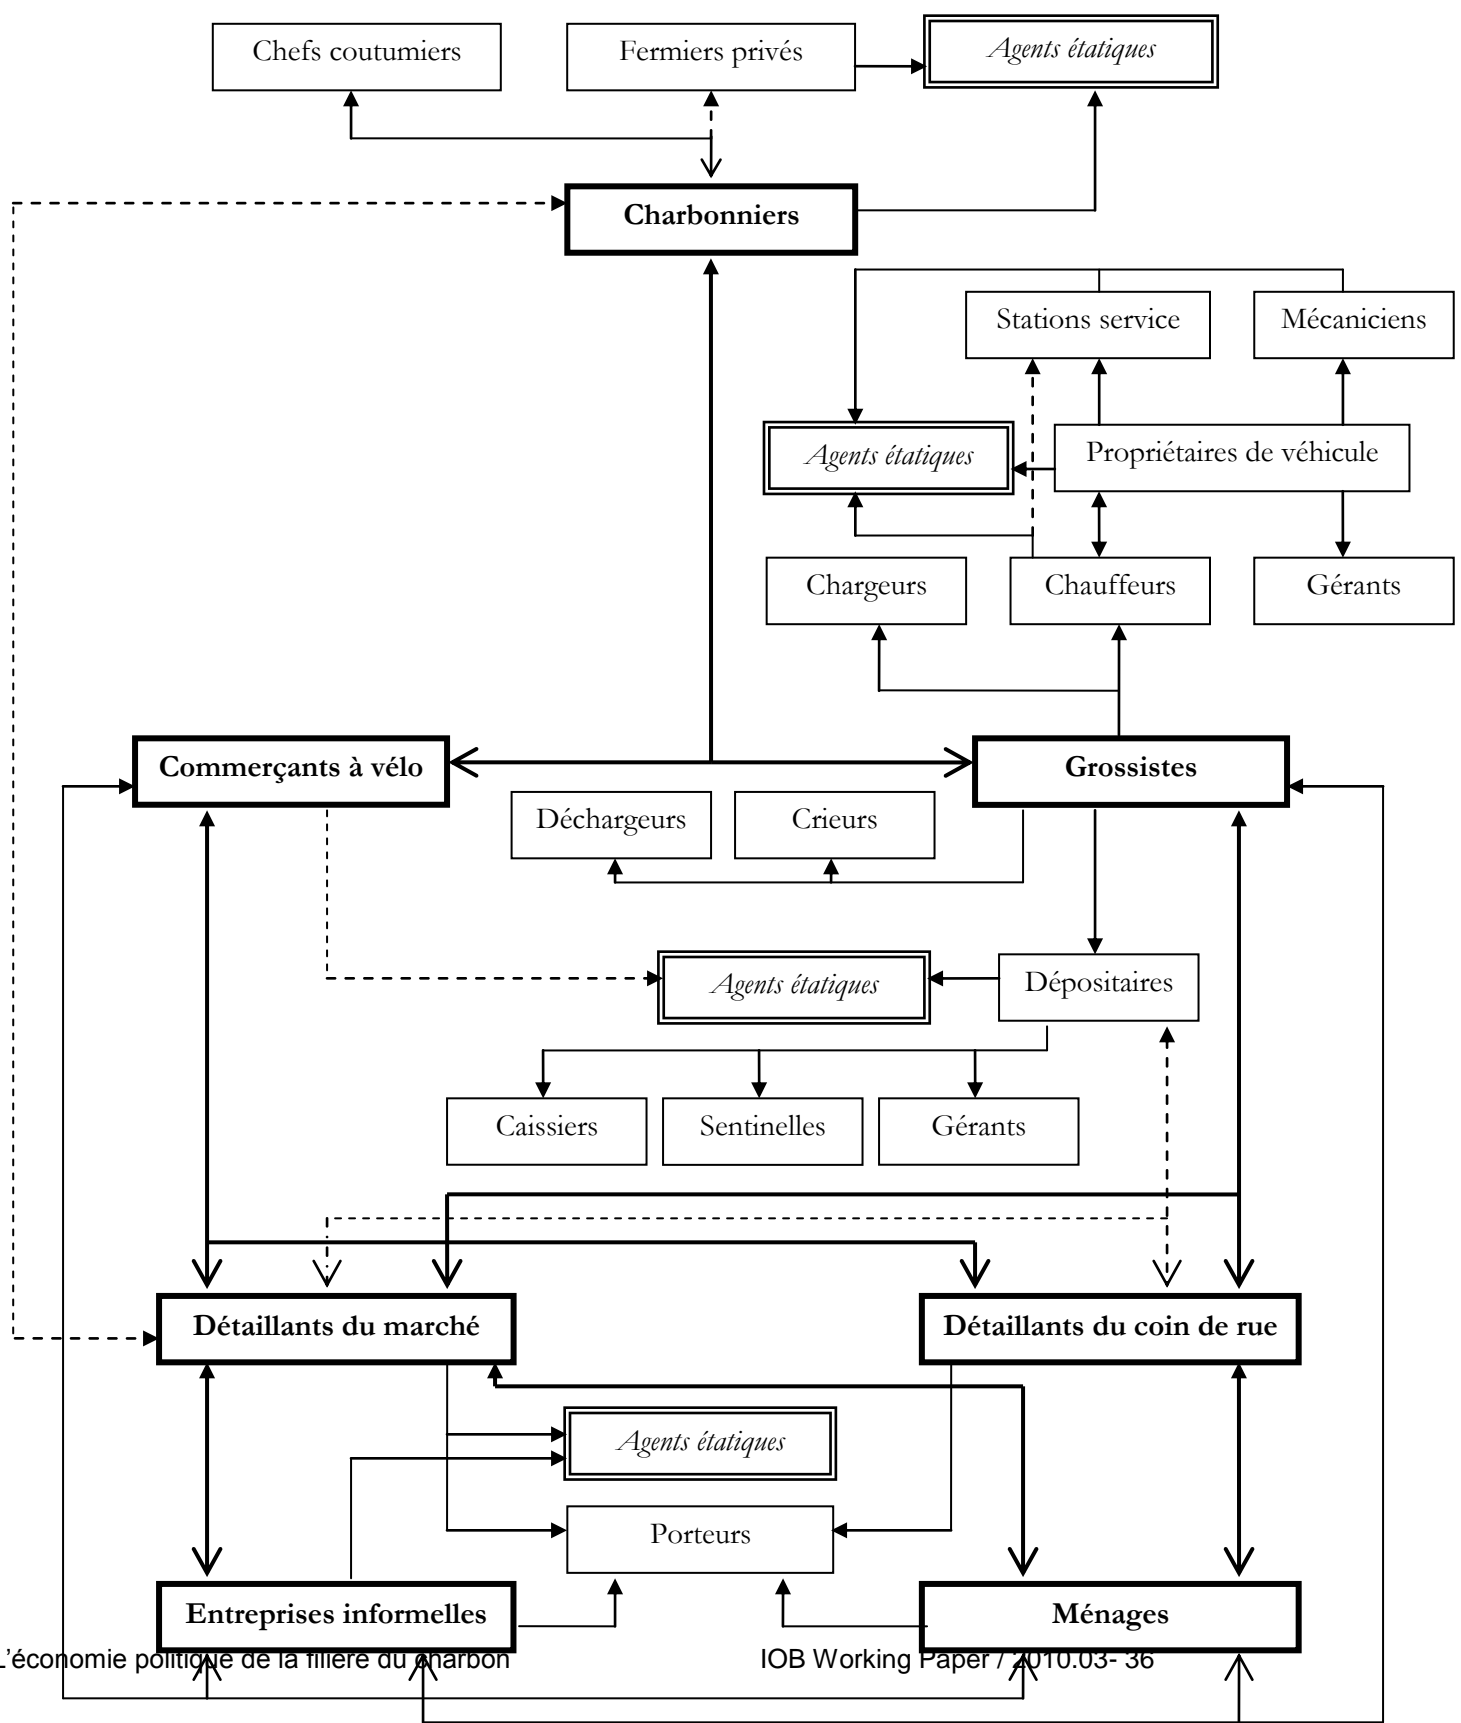 Chefs coutumiers
Fermiers privés
Agents étatiques
Charbonniers
Stations service
Mécaniciens
Agents étatiques
Propriétaires de véhicule
Chargeurs
Chauffeurs
Gérants
Commerçants à vélo
Grossistes
Déchargeurs
Crieurs
Agents étatiques
Dépositaires
Caissiers
Sentinelles
Gérants
Détaillants du marché
Détaillants du coin de rue
Agents étatiques
Porteurs
Entreprises informelles
Ménages
L'économie politique de la filière du charbon
IOB Working Paper / 2010.03- 36